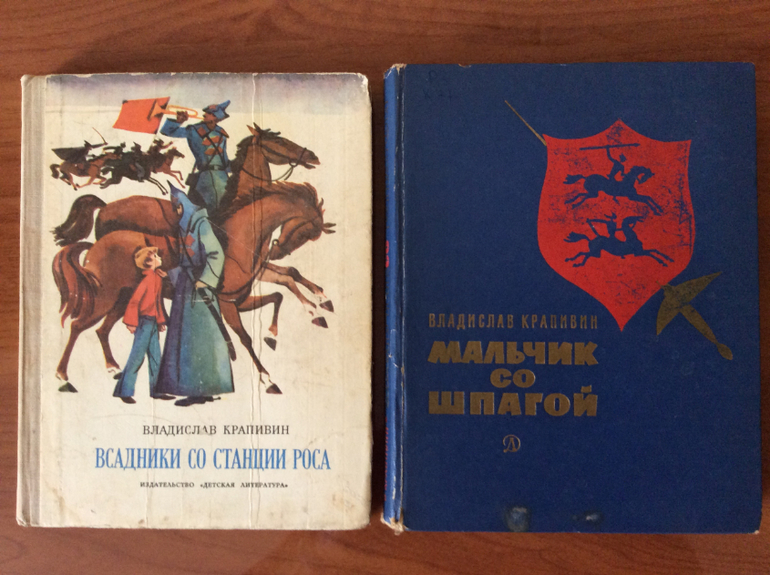 ВЛАДИСЛАВ КРАПИВИН
ВСАДНИКИ СО СТАНЦИИ РОСА
ИЗДАТЕЛЬСТВО «ДЕТСКАЯ ЛИТЕРАТУРА»
ВЛАДИСЛАВ КРАПИВИН
МАЛЬЧИК
СО
ШПАГОЙ
Д